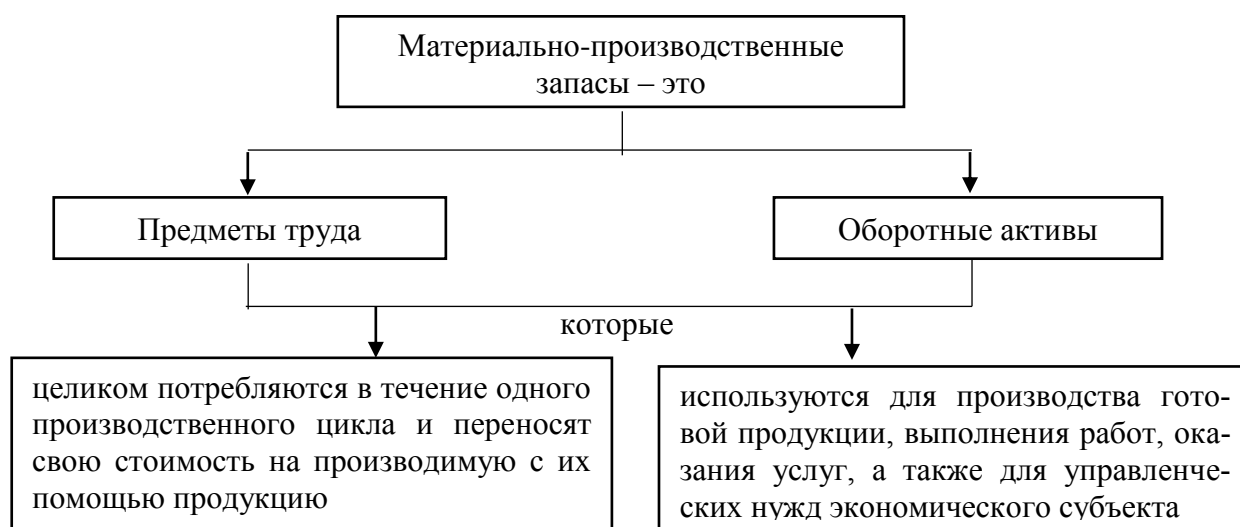 Материально-производственные
запасы – это
Предметы труда
Оборотные активы
которые
целиком потребляются в течение одного
производственного цикла и переносят
свою стоимость на производимую с их
помощью продукцию
используются для производства гото-
вой продукции, выполнения работ, ока-
зания услуг, а также для управленче-
ских нужд экономического субъекта